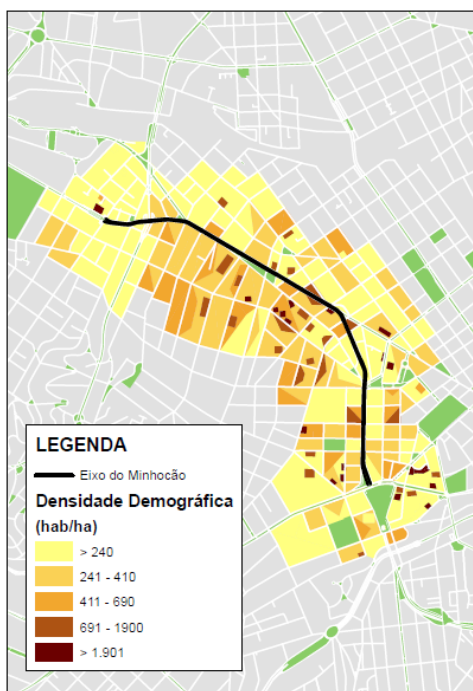 LEGENDA
Eixo do Minhocão
Densidade Demográfica
(hab/ha)
> 240
241 - 410
411 - 690
691 - 1900
> 1.901